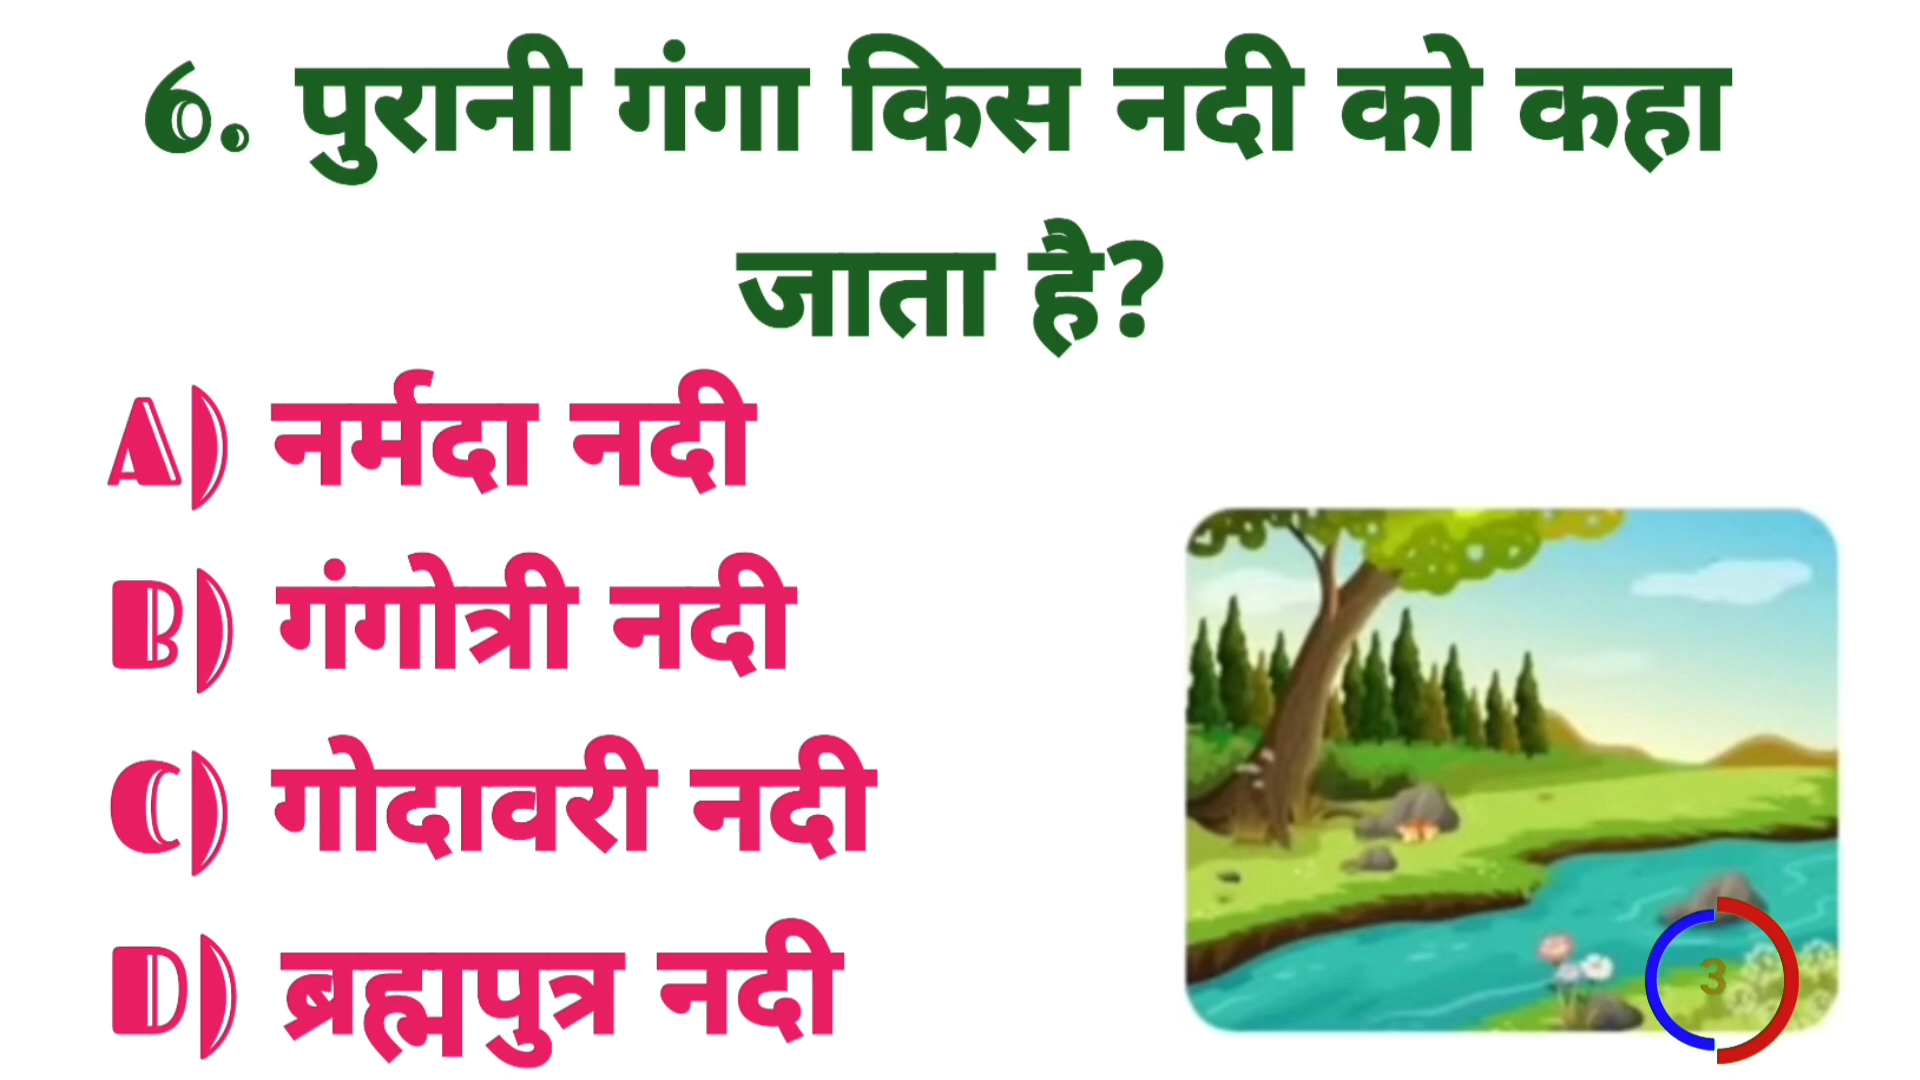 6. पुरानी गंगा किस नदी को कहा
जाता है?
A) नर्मदा नदी
B) गंगोत्री नदी
C) गोदावरी नदी
D) ब्रह्मपुत्र नदी
3